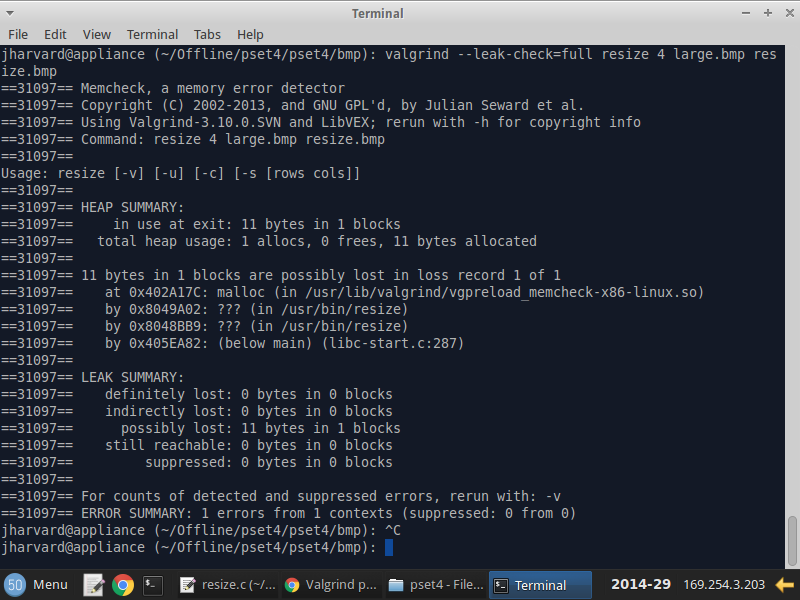 Terminal
File Edit View Terminal Tabs Help
jharvard@appliance (~/Offline/pset4/pset4/bmp): valgrind --leak-check=full resize 4 large.bmp res
ize.bmp
==31097== Memcheck, a memory error detector
==31097== Copyright (C) 2002-2013, and GNU GPL'd, by Julian Seward et al.
==31097== Using Valgrind-3.10.0.SVN and LibVEX; rerun with -h for copyright info
==31097== Command: resize 4 large.bmp resize.bmp
==31097==
Usage: resize [-v] [-u] [-c] [-s [rows cols]]
==31097==
==31097== HEAP SUMMARY:
==31097==     in use at exit: 11 bytes in 1 blocks
==31097==   total heap usage: 1 allocs, 0 frees, 11 bytes allocated
==31097==
==31097== 11 bytes in 1 blocks are possibly lost in loss record 1 of 1
==31097==    at 0x402A17C: malloc (in /usr/lib/valgrind/vgpreload_memcheck-x86-linux.so)
==31097==    by 0x8049A02: ??? (in /usr/bin/resize)
==31097==    by 0x8048BB9: ??? (in /usr/bin/resize)
==31097==    by 0x405EA82: (below main) (libc-start.c:287)
==31097==
==31097== LEAK SUMMARY:
==31097==    definitely lost: 0 bytes in 0 blocks
==31097==    indirectly lost: 0 bytes in 0 blocks
==31097==      possibly lost: 11 bytes in 1 blocks
==31097==    still reachable: 0 bytes in 0 blocks
==31097==         suppressed: 0 bytes in 0 blocks
==31097==
==31097== For counts of detected and suppressed errors, rerun with: -v
==31097== ERROR SUMMARY: 1 errors from 1 contexts (suppressed: 0 from 0)
jharvard@appliance (~/Offline/pset4/pset4/bmp): ^C
jharvard@appliance (~/Offline/pset4/pset4/bmp):
50 Menu resize.c (~/... Valgrind p... pset4 - File... Terminal 2014-29 169.254.3.203